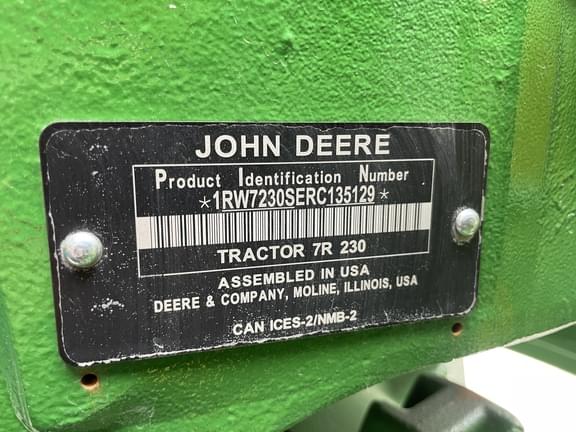 JOHN DEERE
Product Identification Number
*1RW7230SERC135129*
TRACTOR 7R 230
ASSEMBLED IN USA
DEERE & COMPANY, MOLINE, ILLINOIS, USA
CAN ICES-2/NMB-2